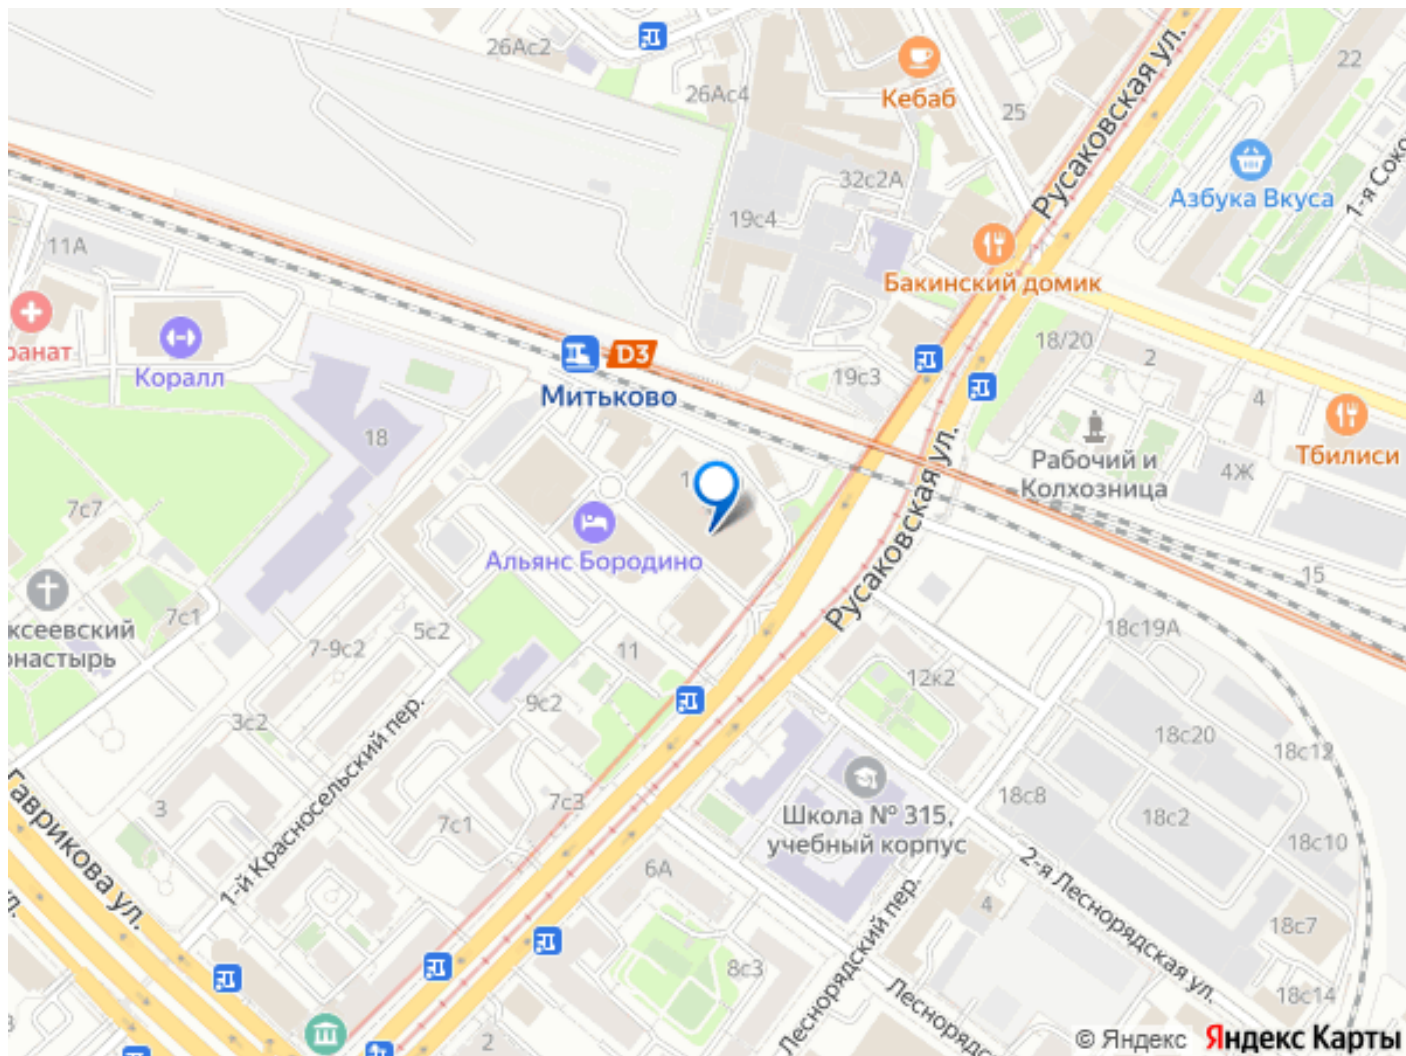 26Ас2
26Ас4
Кебаб
25
22
Русаковская ул.
Азбука Вкуса
1-я Соко
32с2А
19с4
11А
Бакинский домик
ранат
Коралл
D3
Митьково
19с3
18/20
2
4
Тбилиси
18
Рабочий и
Колхозница
4Ж
7с7
Альянс Бородино
Русаковская ул.
15
ксеевский
онастырь
7с1
5с2
7-9с2
11
18с19А
12к2
9с2
3с2
1-й Красносельский пер.
18с20
18с12
3
7с3
7с1
Школа № 315,
учебный корпус
18с8
18с2
18с10
Гаврикова ул.
6А
2-я Леснорядская ул.
4
18с7
Леснорядский пер.
8с3
Леснорядс
18с14
2
л.
© Яндекс Яндекс Карты